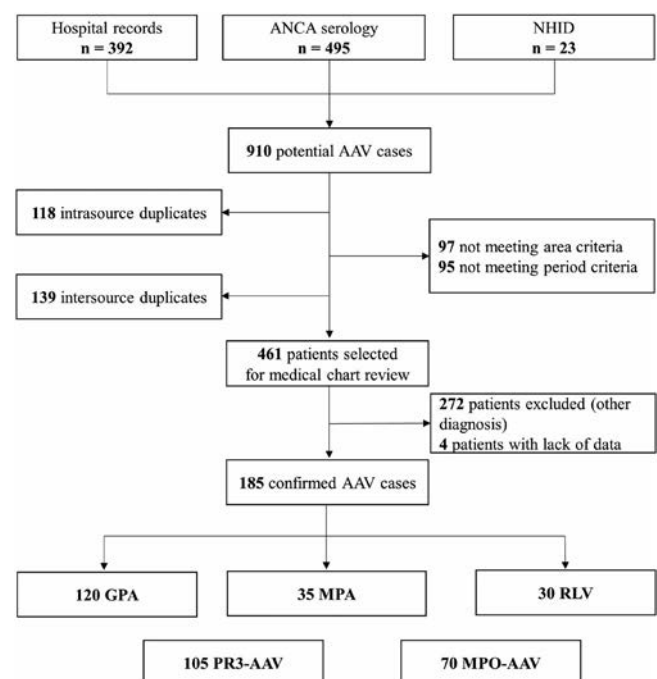 Hospital records
n = 392
ANCA serology
n = 495
NHID
n = 23
910 potential AAV cases
118 intrasource duplicates
97 not meeting area criteria
95 not meeting period criteria
139 intersource duplicates
461 patients selected
for medical chart review
272 patients excluded (other
diagnosis)
4 patients with lack of data
185 confirmed AAV cases
120 GPA
35 MPA
30 RLV
105 PR3-AAV
70 MPO-AAV